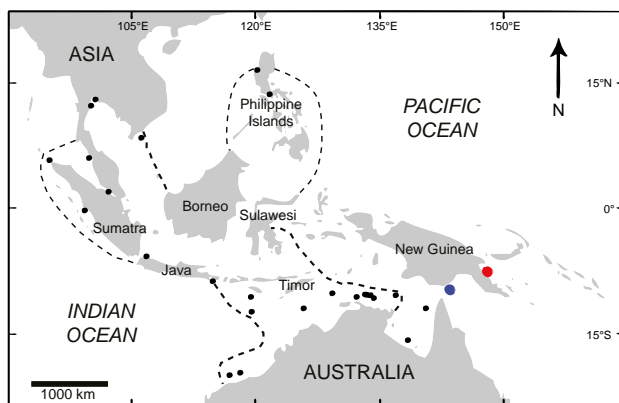 105°E
120°E
135°E
150°E
ASIA
15°N
N
Philippine
Islands
PACIFIC
OCEAN
0°
Borneo
Sulawesi
Sumatra
New Guinea
Java
Timor
INDIAN
OCEAN
15°S
AUSTRALIA
1000 km